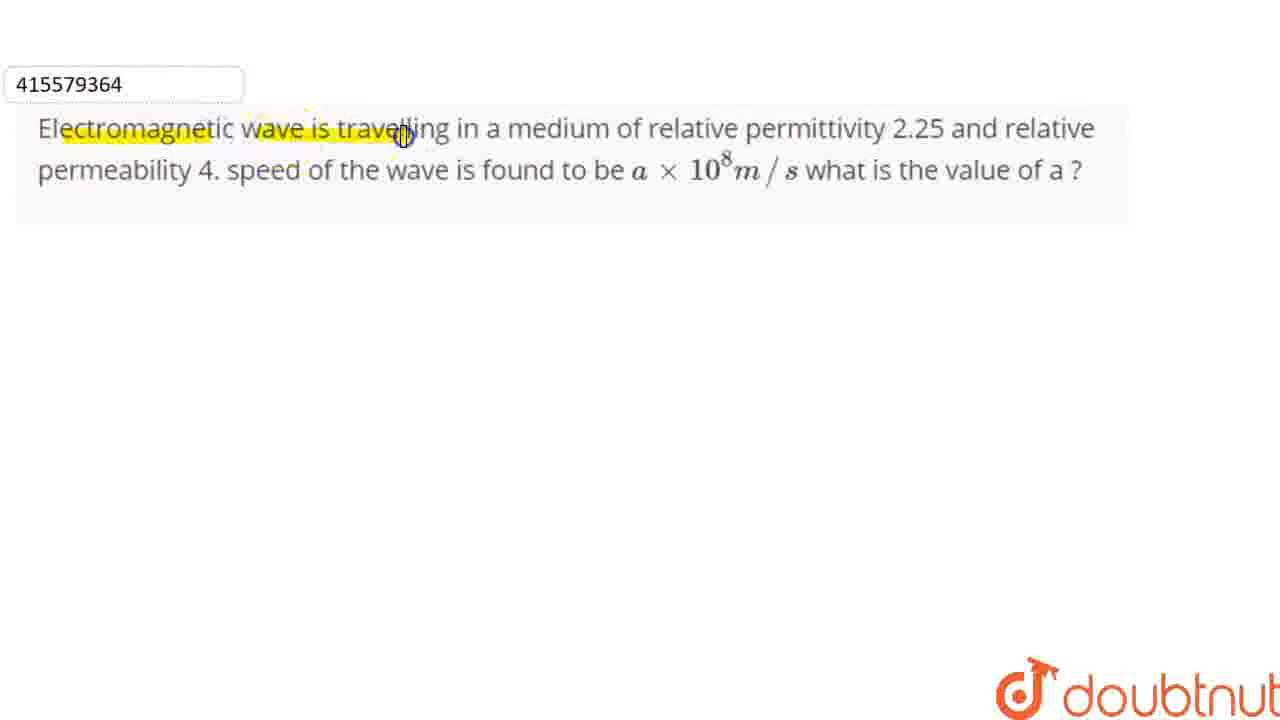 415579364
Electromagnetic wave is travelling in a medium of relative permittivity 2.25 and relative
permeability 4. speed of the wave is found to be a × 10⁸ m / s what is the value of a ?
doubtnut